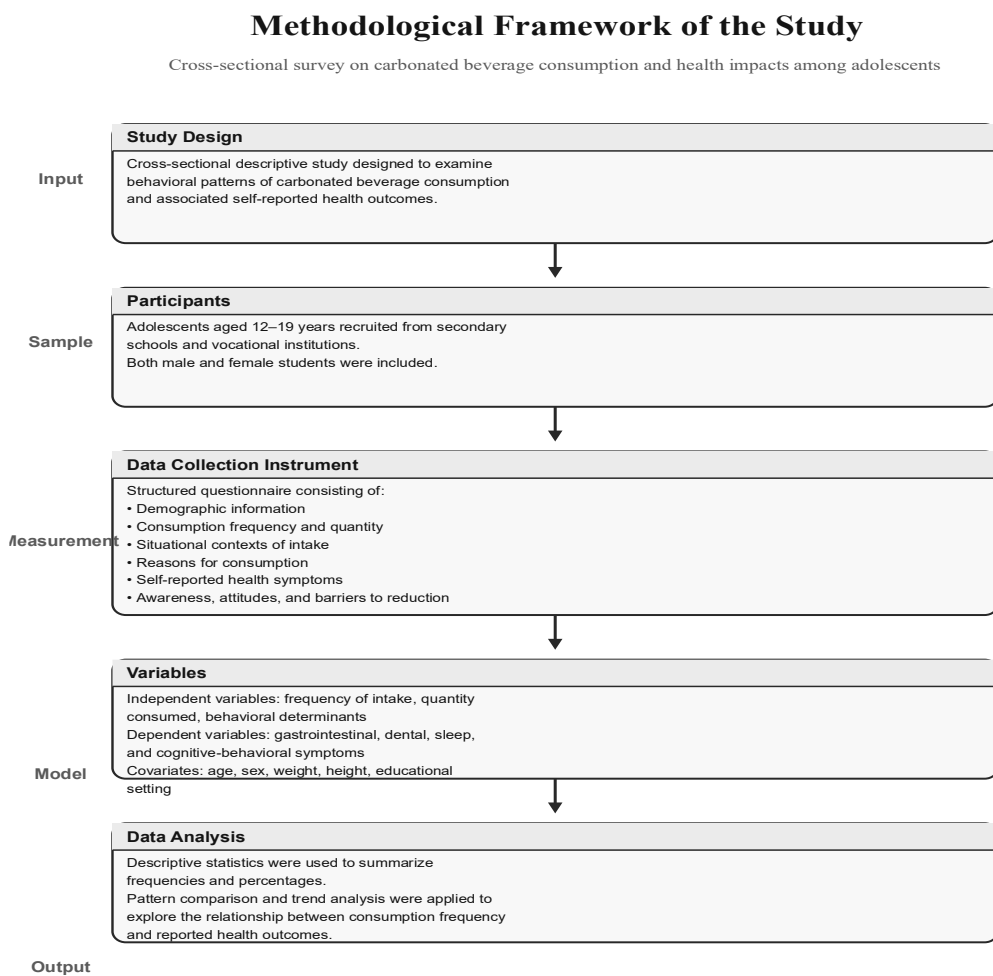 Methodological Framework of the Study
Cross-sectional survey on carbonated beverage consumption and health impacts among adolescents
Study Design
Input
Cross-sectional descriptive study designed to examine
behavioral patterns of carbonated beverage consumption
and associated self-reported health outcomes.
Participants
Sample
Adolescents aged 12–19 years recruited from secondary
schools and vocational institutions.
Both male and female students were included.
Data Collection Instrument
Measurement
Structured questionnaire consisting of:
• Demographic information
• Consumption frequency and quantity
• Situational contexts of intake
• Reasons for consumption
• Self-reported health symptoms
• Awareness, attitudes, and barriers to reduction
Variables
Model
Independent variables: frequency of intake, quantity
consumed, behavioral determinants
Dependent variables: gastrointestinal, dental, sleep,
and cognitive-behavioral symptoms
Covariates: age, sex, weight, height, educational
setting
Data Analysis
Descriptive statistics were used to summarize
frequencies and percentages.
Pattern comparison and trend analysis were applied to
explore the relationship between consumption frequency
and reported health outcomes.
Output